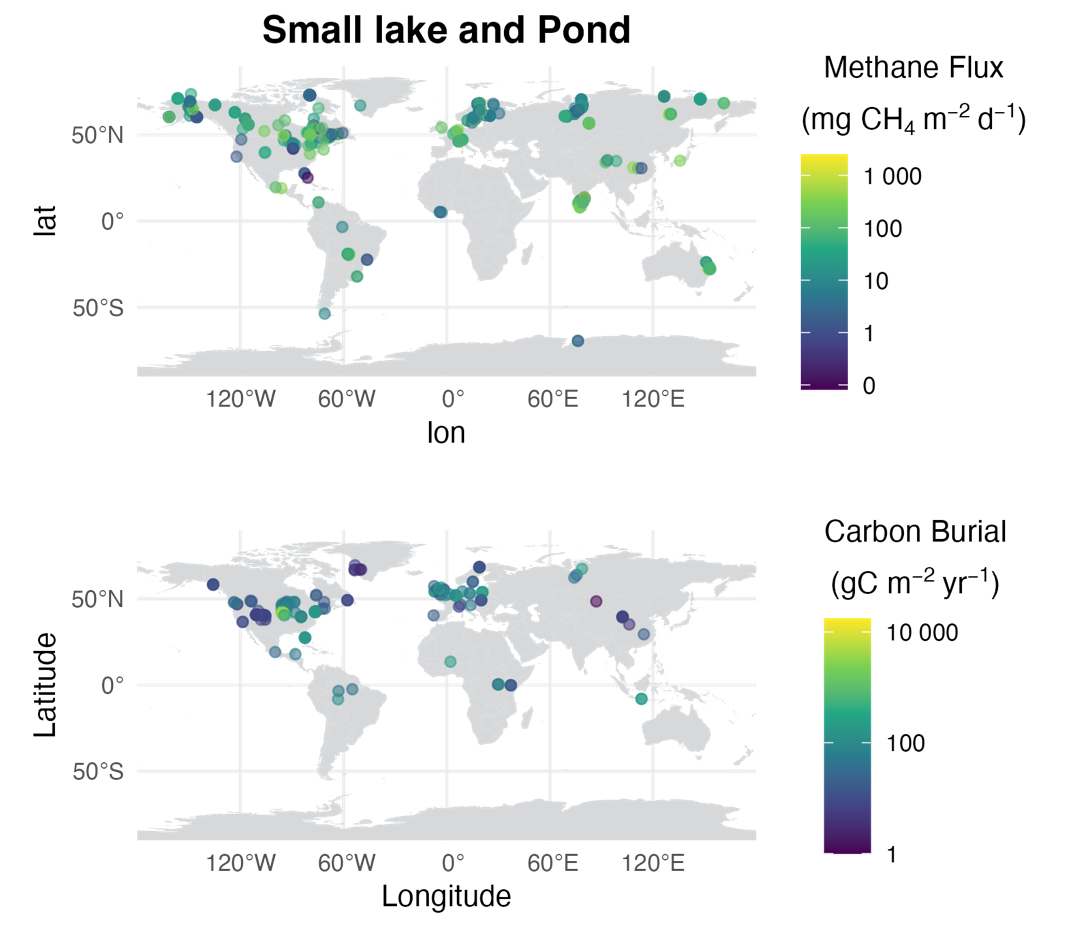 Small lake and Pond
Methane Flux
(mg CH₄ m⁻² d⁻¹)
1 000
100
10
1
0
50°N
0°
50°S
lat
120°W 60°W 0° 60°E 120°E
lon
Carbon Burial
(gC m⁻² yr⁻¹)
10 000
100
1
50°N
0°
50°S
Latitude
120°W 60°W 0° 60°E 120°E
Longitude